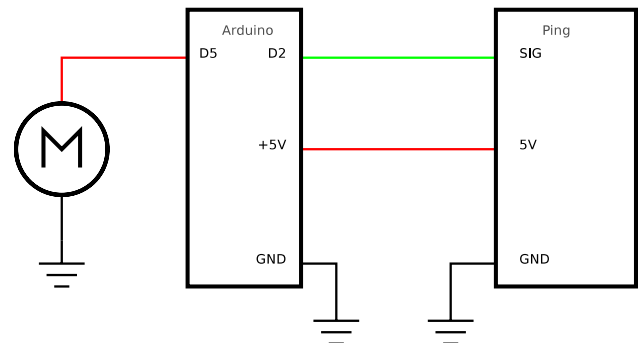 Arduino
Ping
D5
D2
SIG
M
+5V
5V
GND
GND